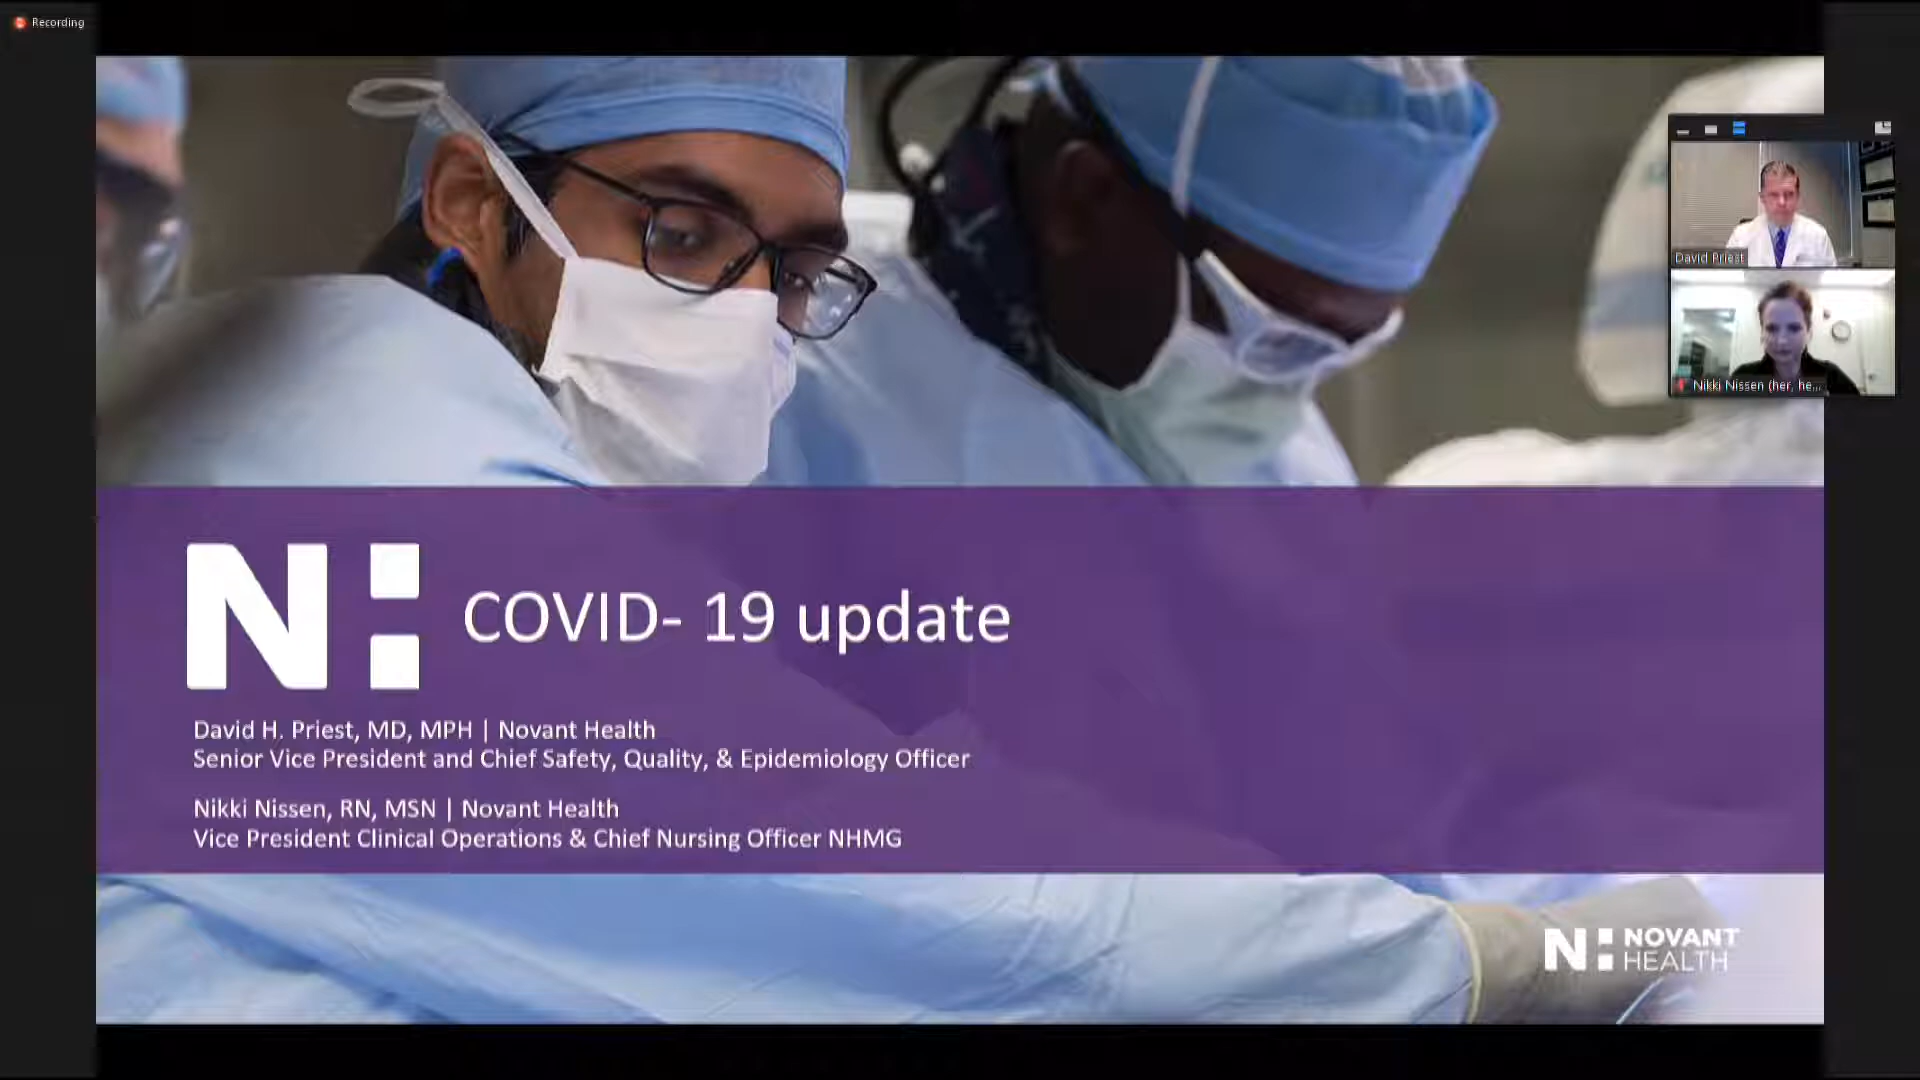 Recording
David Priest
Nikki Nissen (her, he...
N:
COVID- 19 update
David H. Priest, MD, MPH | Novant Health
Senior Vice President and Chief Safety, Quality, & Epidemiology Officer
Nikki Nissen, RN, MSN | Novant Health
Vice President Clinical Operations & Chief Nursing Officer NHMG
N: NOVANT
HEALTH